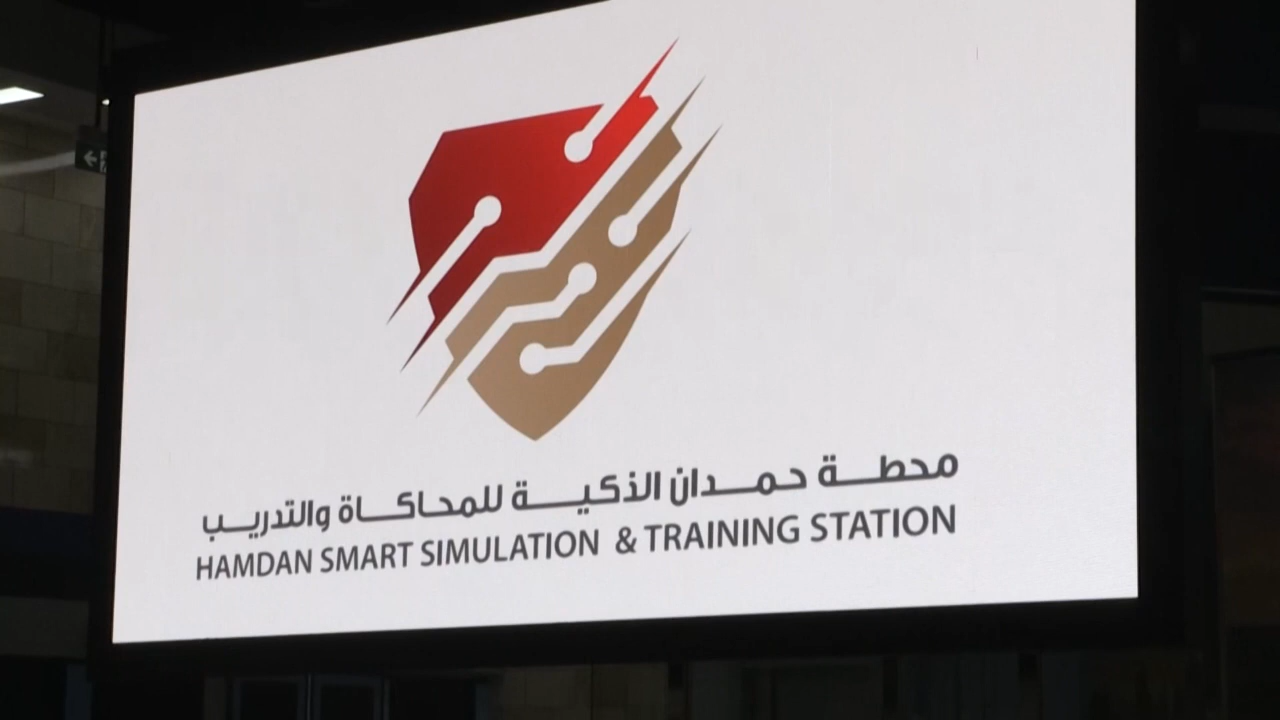 محطة حمدان الذكية للمحاكاة والتدريب
HAMDAN SMART SIMULATION & TRAINING STATION